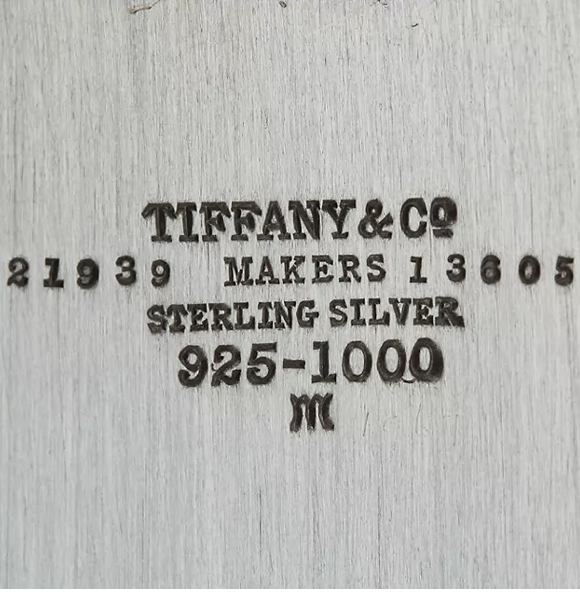 TIFFANY & Cº
21939 MAKERS 13605
STERLING SILVER
925-1000
m